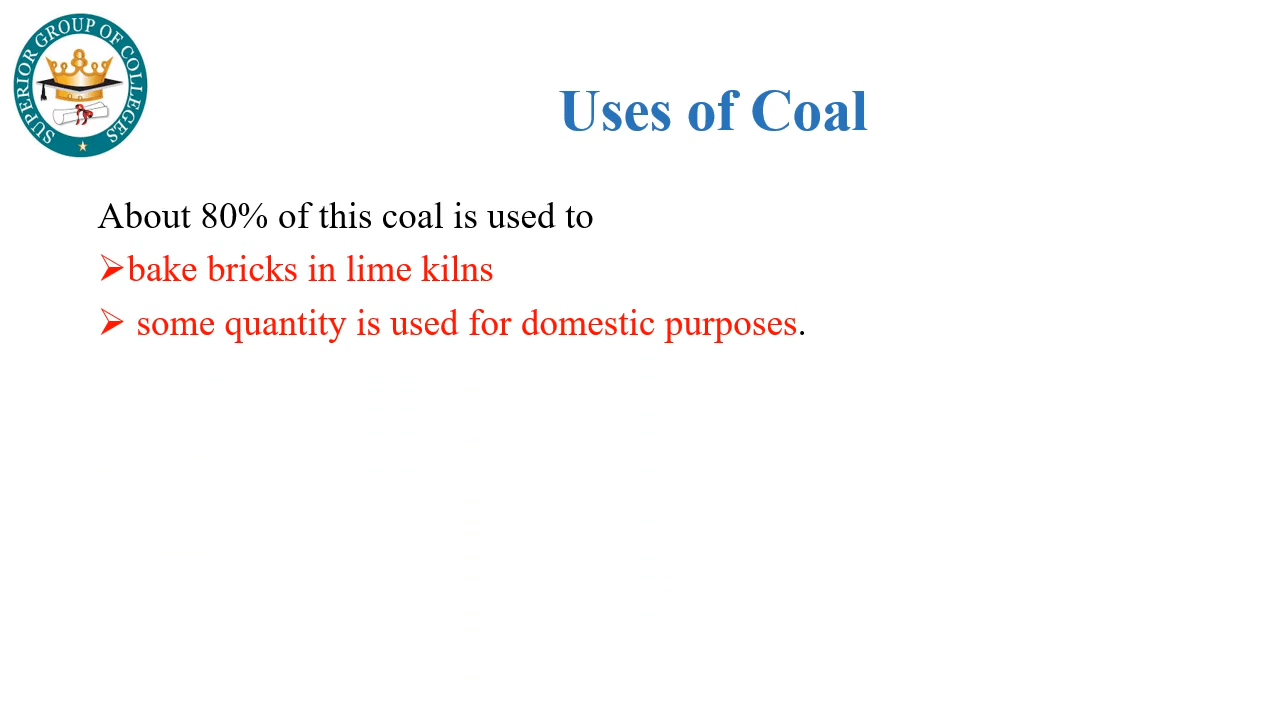 SUPERIOR GROUP OF COLLEGES
Uses of Coal
About 80% of this coal is used to
➢bake bricks in lime kilns
➢ some quantity is used for domestic purposes.